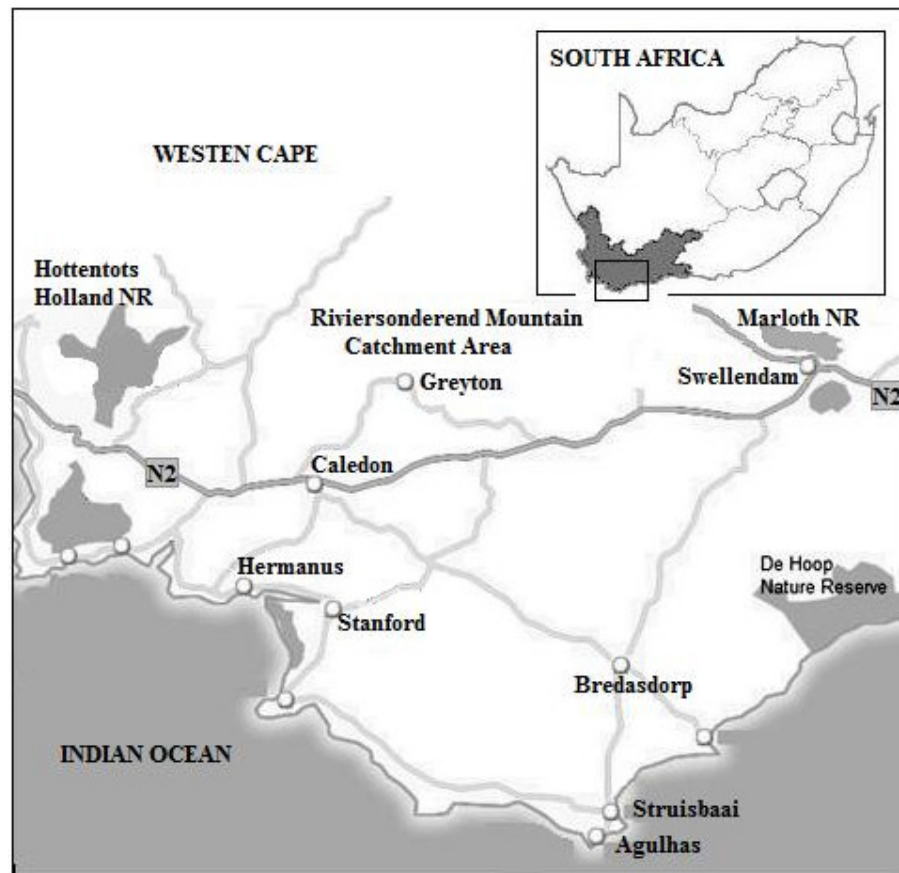 SOUTH AFRICA
WESTEN CAPE
Hottentots
Holland NR
Riviersonderend Mountain
Catchment Area
Marloth NR
Greyton
Swellendam
N2
Caledon
N2
Hermanus
De Hoop
Nature Reserve
Stanford
Bredasdorp
INDIAN OCEAN
Struisbaai
Agulhas